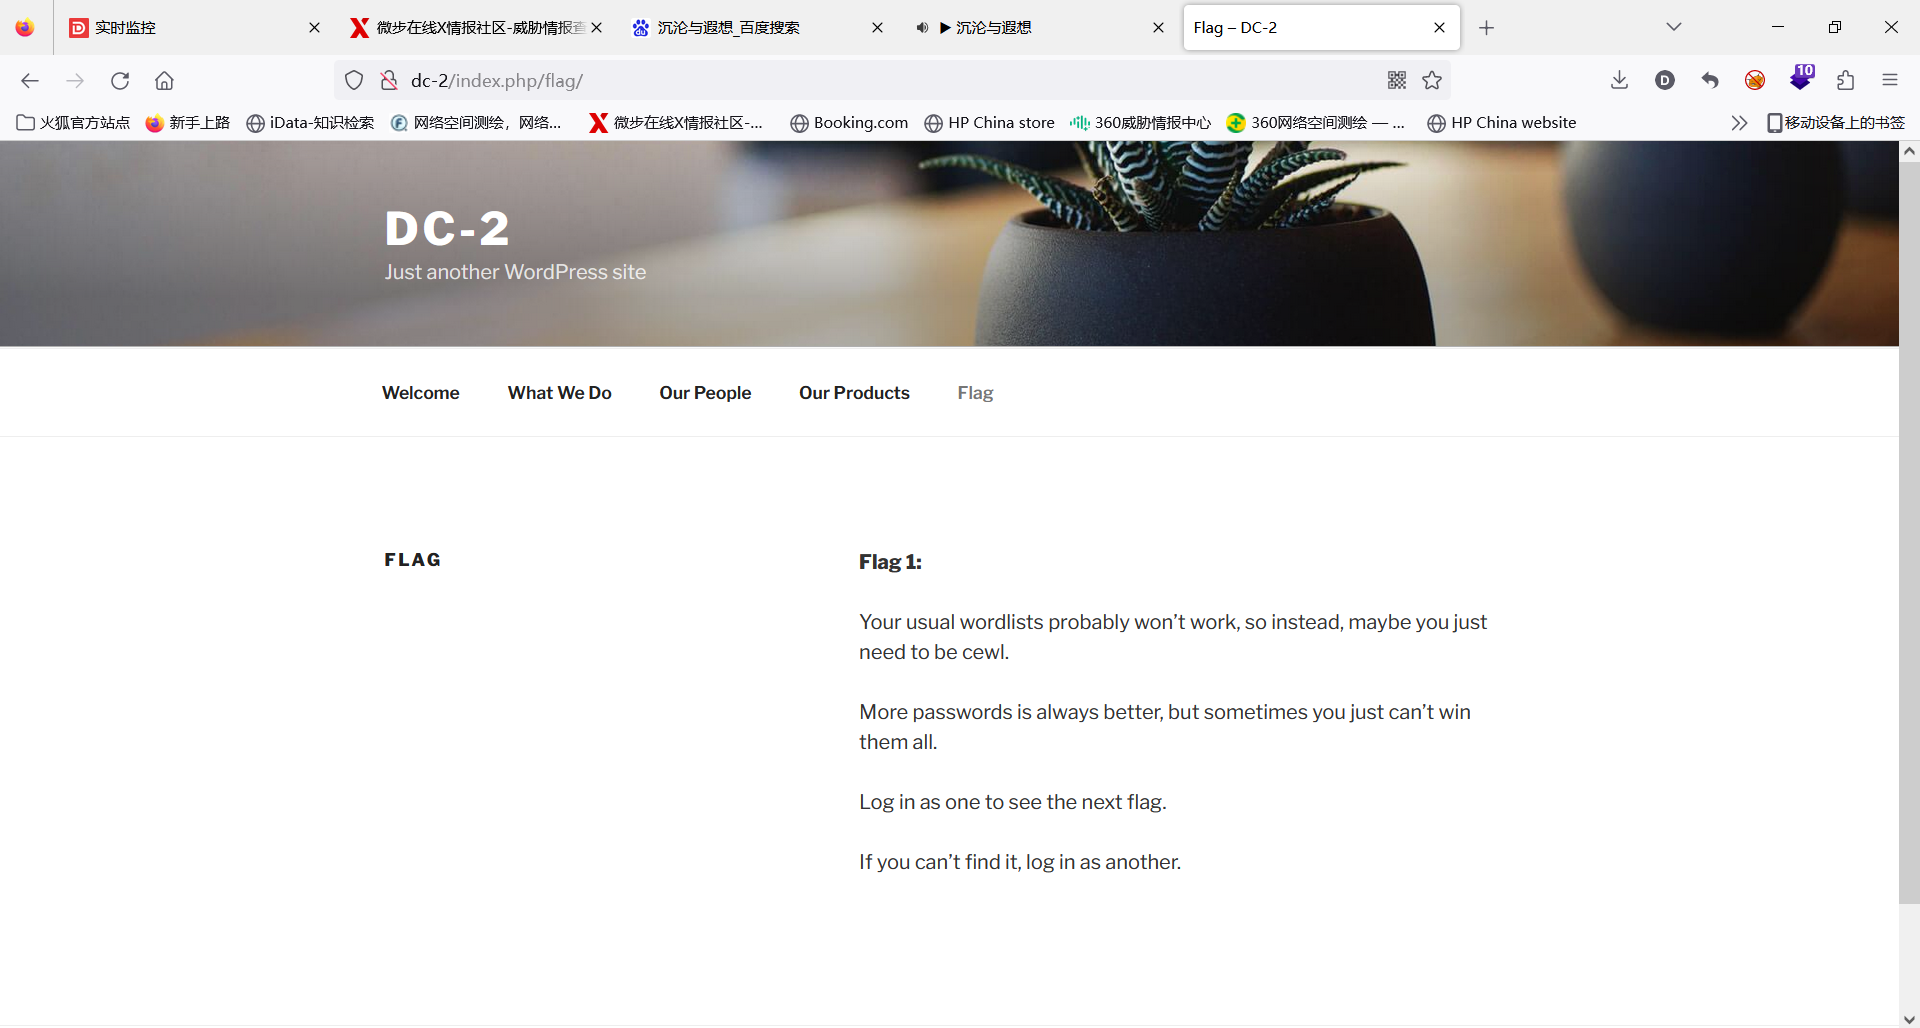 实时监控
微步在线X情报社区-威胁情报查
沉沦与遐想_百度搜索
沉沦与遐想
Flag – DC-2
dc-2/index.php/flag/
D
10
火狐官方站点
新手上路
iData-知识检索
网络空间测绘，网络...
微步在线X情报社区-...
Booking.com
HP China store
360威胁情报中心
360网络空间测绘 — ...
HP China website
移动设备上的书签
DC-2
Just another WordPress site
Welcome
What We Do
Our People
Our Products
Flag
FLAG
Flag 1:
Your usual wordlists probably won’t work, so instead, maybe you just
need to be cewl.
More passwords is always better, but sometimes you just can’t win
them all.
Log in as one to see the next flag.
If you can’t find it, log in as another.